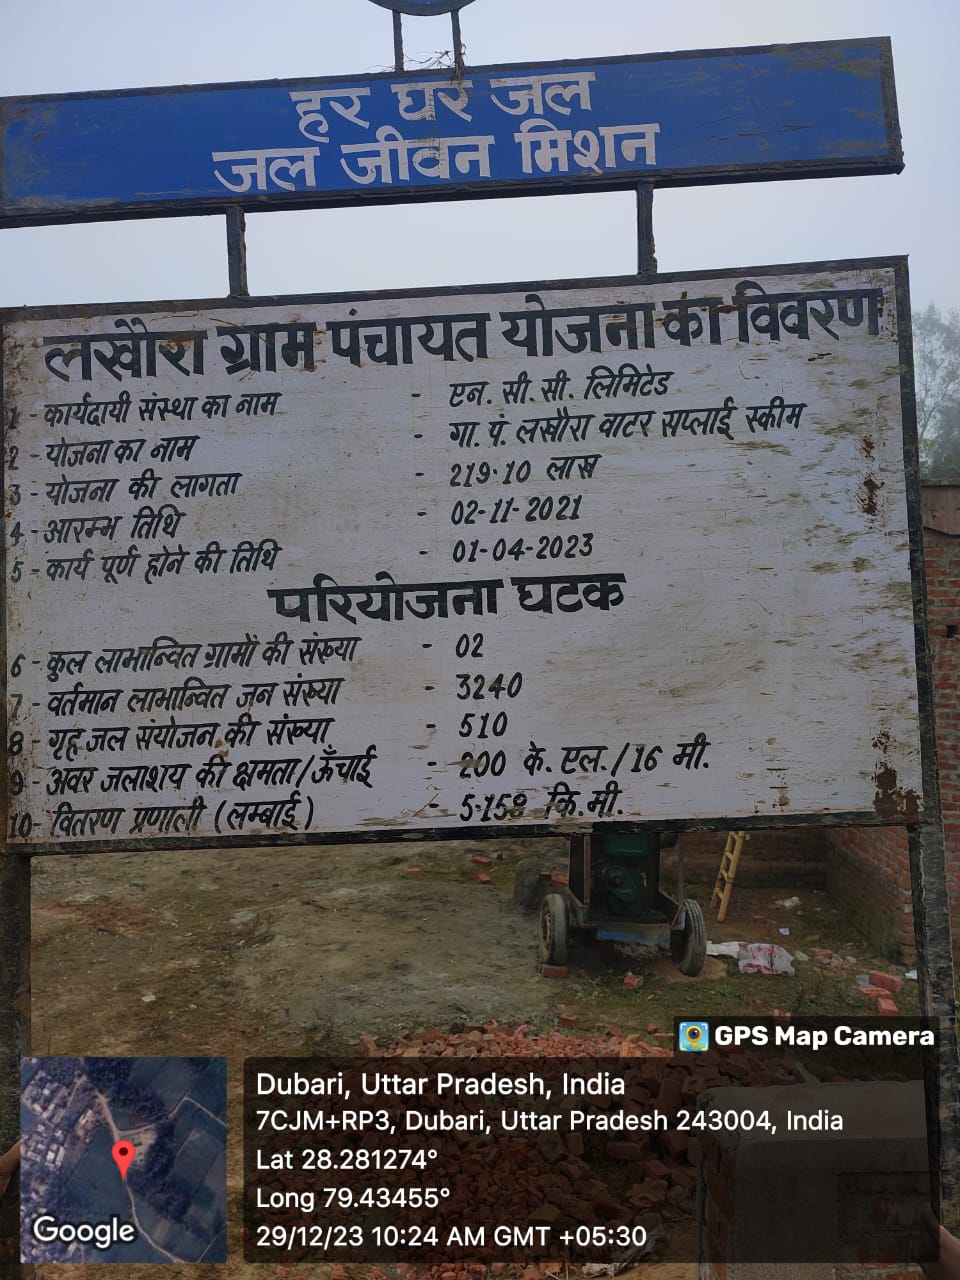 हर घर जल
जल जीवन मिशन
लखौरा ग्राम पंचायत योजना का विवरण
1 - कार्यदायी संस्था का नाम - एन. सी. सी. लिमिटेड
2 - योजना का नाम - गा. पं. लखौरा वाटर सप्लाई स्कीम
3 - योजना की लागता - 219.10 लाख
4 - आरम्भ तिथि - 02-11-2021
5 - कार्य पूर्ण होने की तिथि - 01-04-2023
परियोजना घटक
6 - कुल लाभान्वित ग्रामों की संख्या - 02
7 - वर्तमान लाभान्वित जन संख्या - 3240
8 - गृह जल संयोजन की संख्या - 510
9 - अवर जलाशय की क्षमता/ऊँचाई - 200 के. एल./16 मी.
10 - वितरण प्रणाली (लम्बाई) - 5.158 कि.मी.
GPS Map Camera
Dubari, Uttar Pradesh, India
7CJM+RP3, Dubari, Uttar Pradesh 243004, India
Lat 28.281274°
Long 79.43455°
29/12/23 10:24 AM GMT +05:30
Google